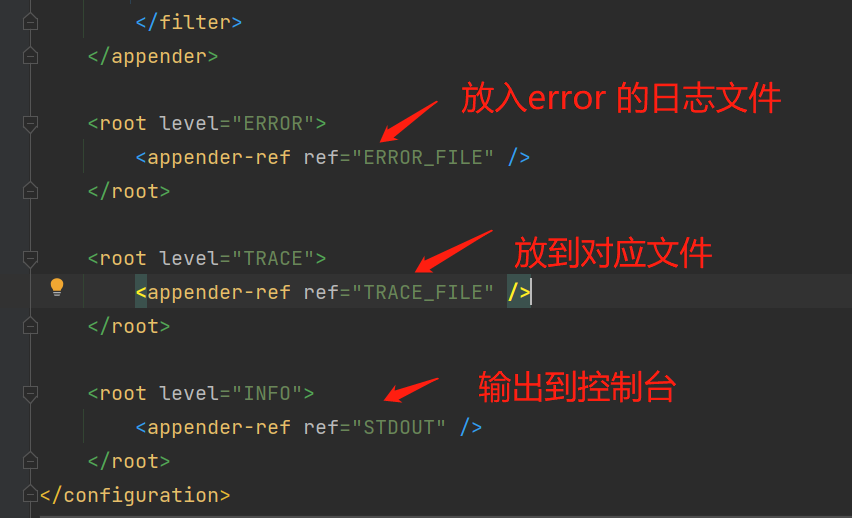 </filter>
</appender>
放入error 的日志文件
<root level="ERROR">
<appender-ref ref="ERROR_FILE" />
</root>
<root level="TRACE">
放到对应文件
<appender-ref ref="TRACE_FILE" />
</root>
<root level="INFO">
输出到控制台
<appender-ref ref="STDOUT" />
</root>
</configuration>